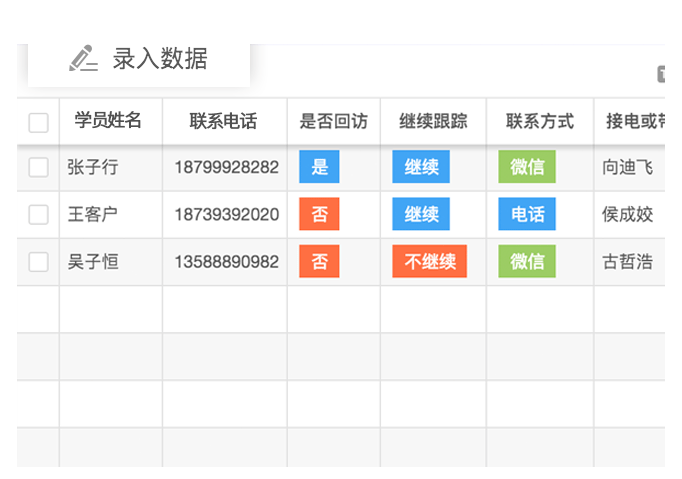 录入数据
学员姓名 联系电话 是否回访 继续跟踪 联系方式 接电或
张子行 18799928282 是 继续 微信 向迪飞
王客户 18739392020 否 继续 电话 侯成姣
吴子恒 13588890982 否 不继续 微信 古哲浩